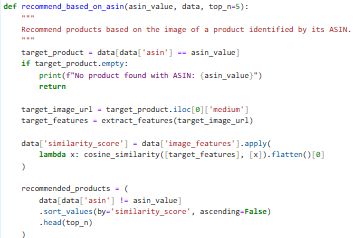 def recommend_based_on_asin(asin_value, data, top_n=5):
    """
    Recommend products based on the image of a product identified by its ASIN.
    """
    target_product = data[data['asin'] == asin_value]
    if target_product.empty:
        print(f"No product found with ASIN: {asin_value}")
        return
    target_image_url = target_product.iloc[0]['medium']
    target_features = extract_features(target_image_url)
    data['similarity_score'] = data['image_features'].apply(
        lambda x: cosine_similarity([target_features], [x]).flatten()[0]
    )
    recommended_products = (
        data[data['asin'] != asin_value]
        .sort_values(by='similarity_score', ascending=False)
        .head(top_n)
    )